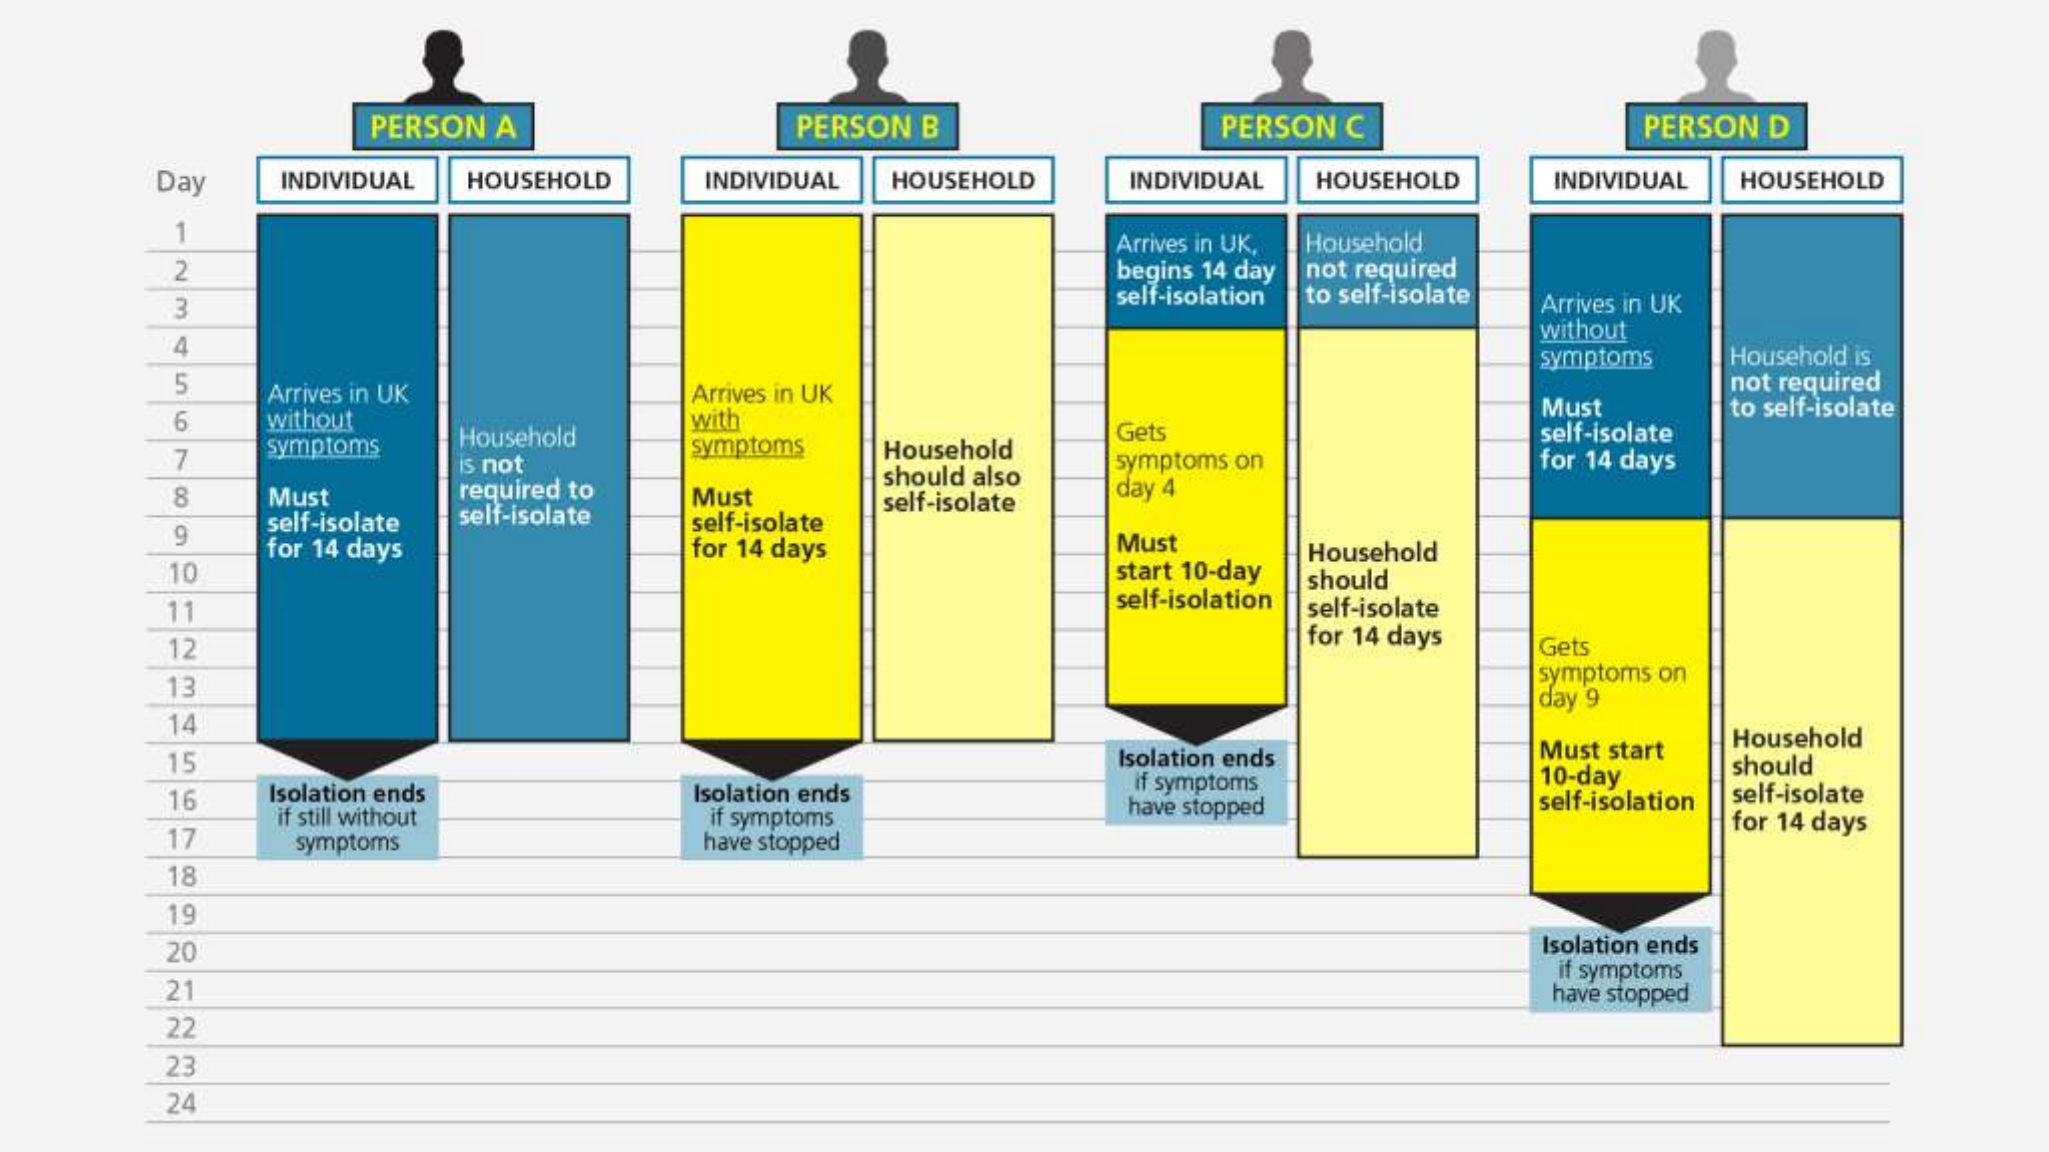 PERSON A
PERSON B
PERSON C
PERSON D
Day
INDIVIDUAL
HOUSEHOLD
INDIVIDUAL
HOUSEHOLD
INDIVIDUAL
HOUSEHOLD
INDIVIDUAL
HOUSEHOLD
1
2
3
4
5
6
7
8
9
10
11
12
13
14
15
16
17
18
19
20
21
22
23
24
Arrives in UK
without
symptoms
Must
self-isolate
for 14 days
Isolation ends
if still without
symptoms
Household
is not
required to
self-isolate
Arrives in UK
with
symptoms
Must
self-isolate
for 14 days
Isolation ends
if symptoms
have stopped
Household
should also
self-isolate
Arrives in UK,
begins 14 day
self-isolation
Gets
symptoms on
day 4
Must
start 10-day
self-isolation
Isolation ends
if symptoms
have stopped
Household
not required
to self-isolate
Household
should
self-isolate
for 14 days
Arrives in UK
without
symptoms
Must
self-isolate
for 14 days
Gets
symptoms on
day 9
Must start
10-day
self-isolation
Isolation ends
if symptoms
have stopped
Household is
not required
to self-isolate
Household
should
self-isolate
for 14 days